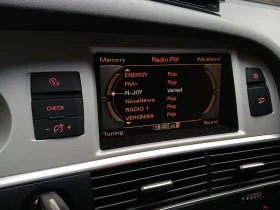 Memory Radio FM Waveband
ENERGY Pop
FM+ Pop
N-JOY Varied
NovaNews Pop
RADIO 1 Pop
VERONIKA Pop
CHECK
Tuning Sound